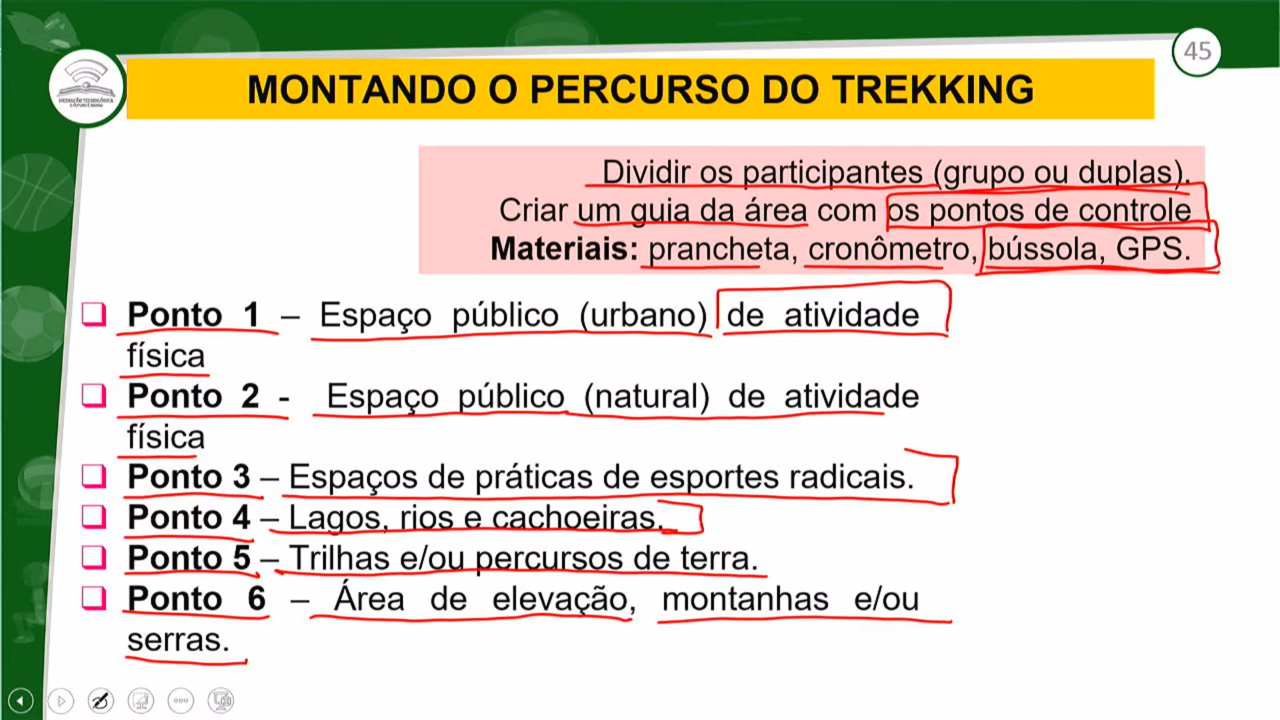 45
MONTANDO O PERCURSO DO TREKKING
Dividir os participantes (grupo ou duplas).
Criar um guia da área com os pontos de controle
Materiais: prancheta, cronômetro, bússola, GPS.
❑ Ponto 1 – Espaço público (urbano) de atividade
física
❑ Ponto 2 - Espaço público (natural) de atividade
física
❑ Ponto 3 – Espaços de práticas de esportes radicais.
❑ Ponto 4 – Lagos, rios e cachoeiras.
❑ Ponto 5 – Trilhas e/ou percursos de terra.
❑ Ponto 6 – Área de elevação, montanhas e/ou
serras.